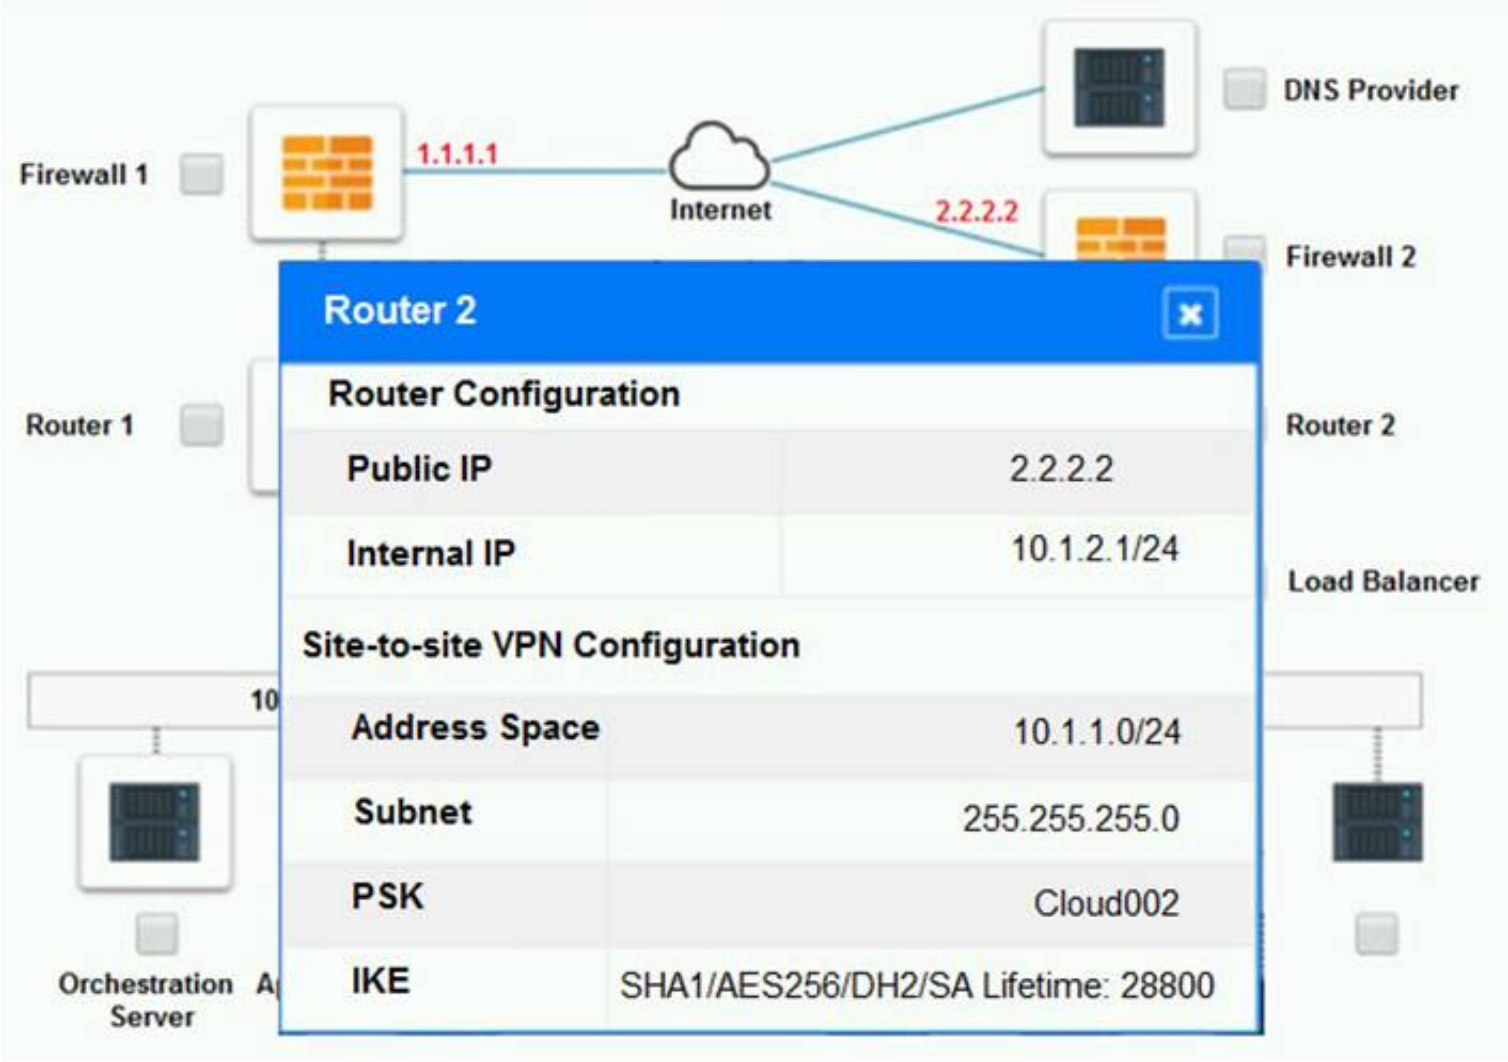 DNS Provider
Firewall 1
1.1.1.1
Internet
2.2.2.2
Firewall 2
Router 2
Router Configuration
Router 1
Router 2
Public IP 2.2.2.2
Internal IP 10.1.2.1/24
Load Balancer
Site-to-site VPN Configuration
10
Address Space 10.1.1.0/24
Subnet 255.255.255.0
PSK Cloud002
IKE SHA1/AES256/DH2/SA Lifetime: 28800
Orchestration
Server